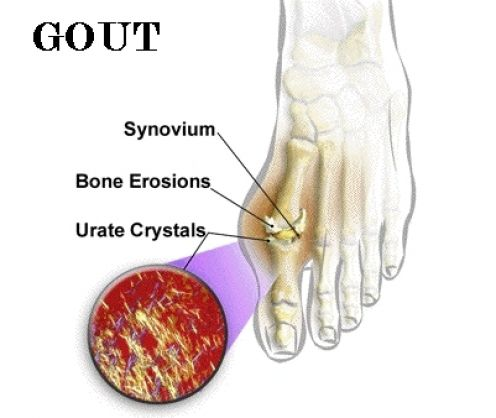 GOUT
Synovium
Bone Erosions
Urate Crystals